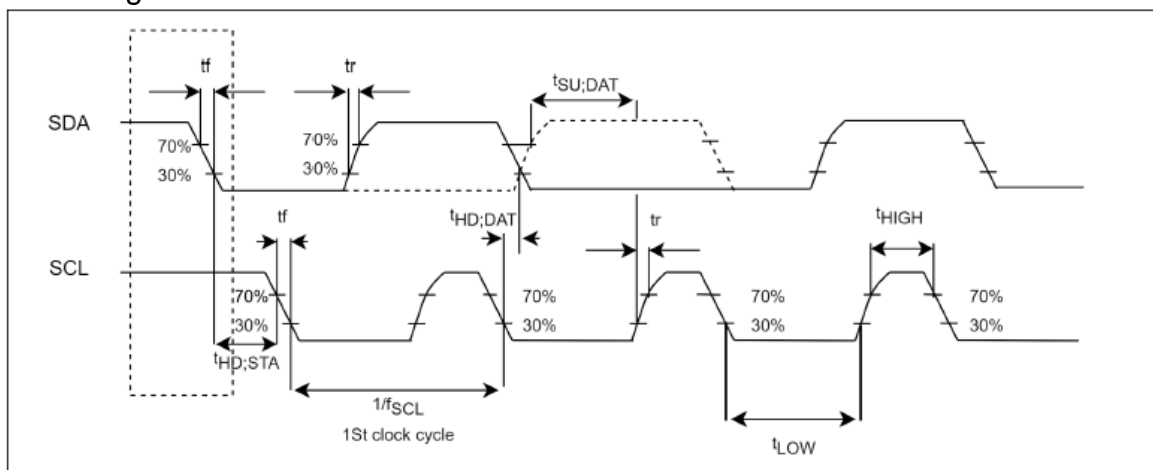 tf
tr
tSU;DAT
SDA
70%
70%
30%
30%
tf
tHD;DAT
tr
tHIGH
SCL
70%
70%
70%
70%
30%
30%
30%
30%
tHD;STA
1/fSCL
1St clock cycle
tLOW